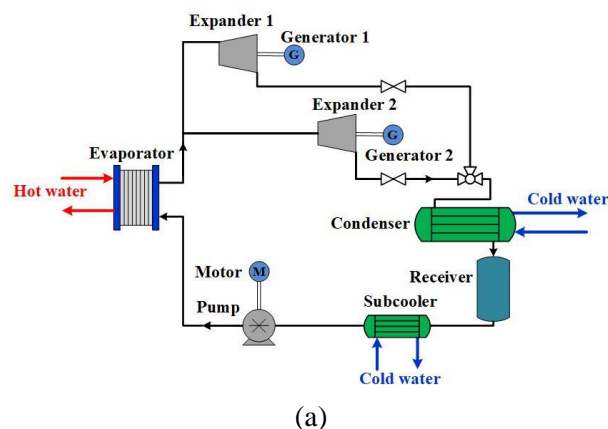 Expander 1
Generator 1
G
Expander 2
G
Evaporator
Generator 2
Hot water
Cold water
Condenser
Motor
M
Receiver
Subcooler
Pump
Cold water
(a)